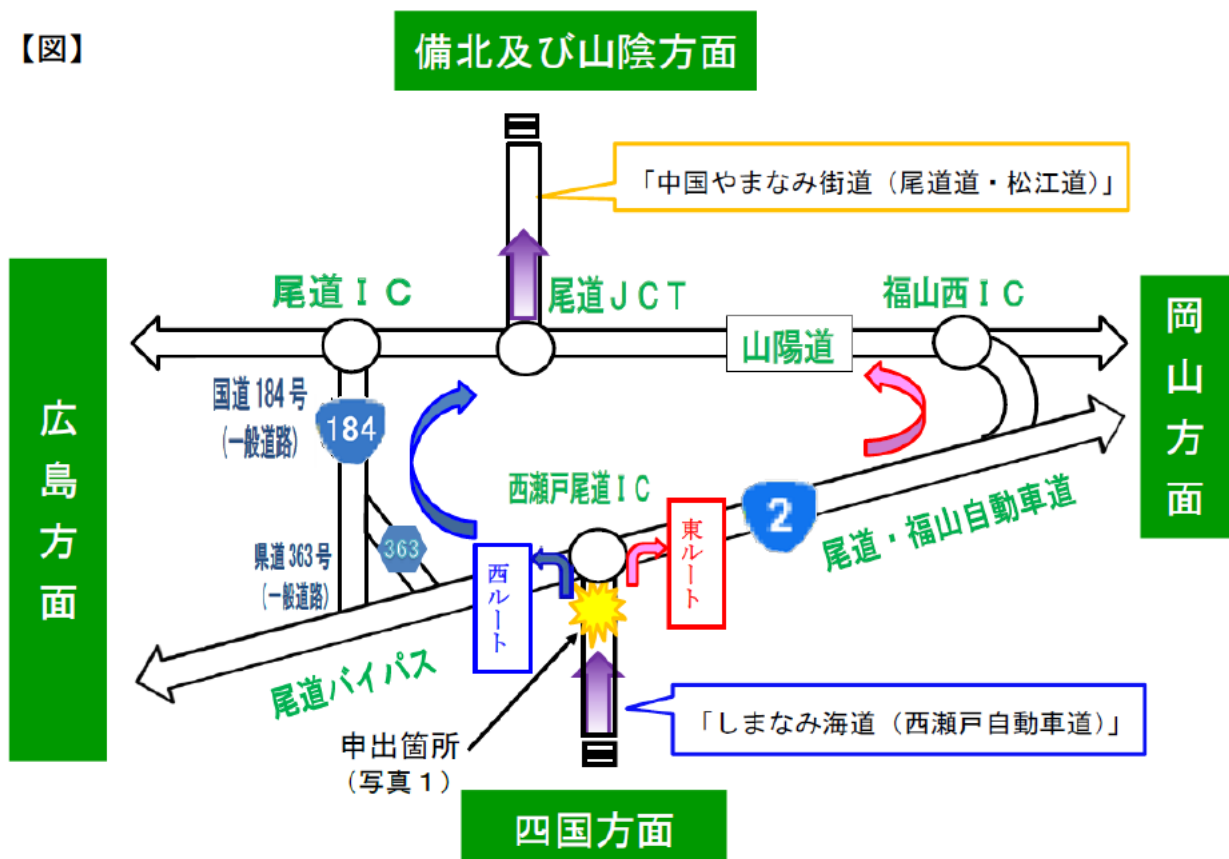 【図】
備北及び山陰方面
「中国やまなみ街道（尾道道・松江道）」
尾道ＩＣ
尾道ＪＣＴ
福山西ＩＣ
山陽道
岡山方面
広島方面
国道184号
(一般道路)
184
西瀬戸尾道ＩＣ
2
東ルート
尾道・福山自動車道
県道363号
(一般道路)
363
西ルート
尾道バイパス
申出箇所
（写真１）
「しまなみ海道（西瀬戸自動車道）」
四国方面